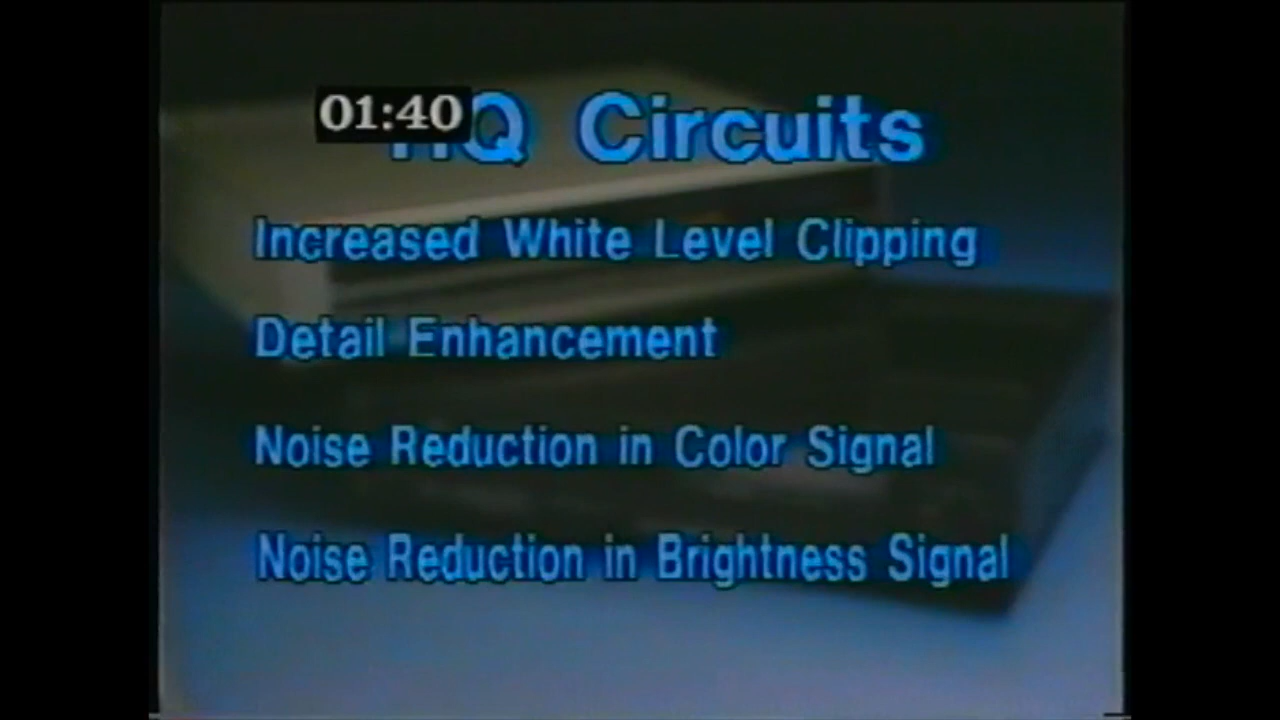 01:40
HQ Circuits
Increased White Level Clipping
Detail Enhancement
Noise Reduction in Color Signal
Noise Reduction in Brightness Signal